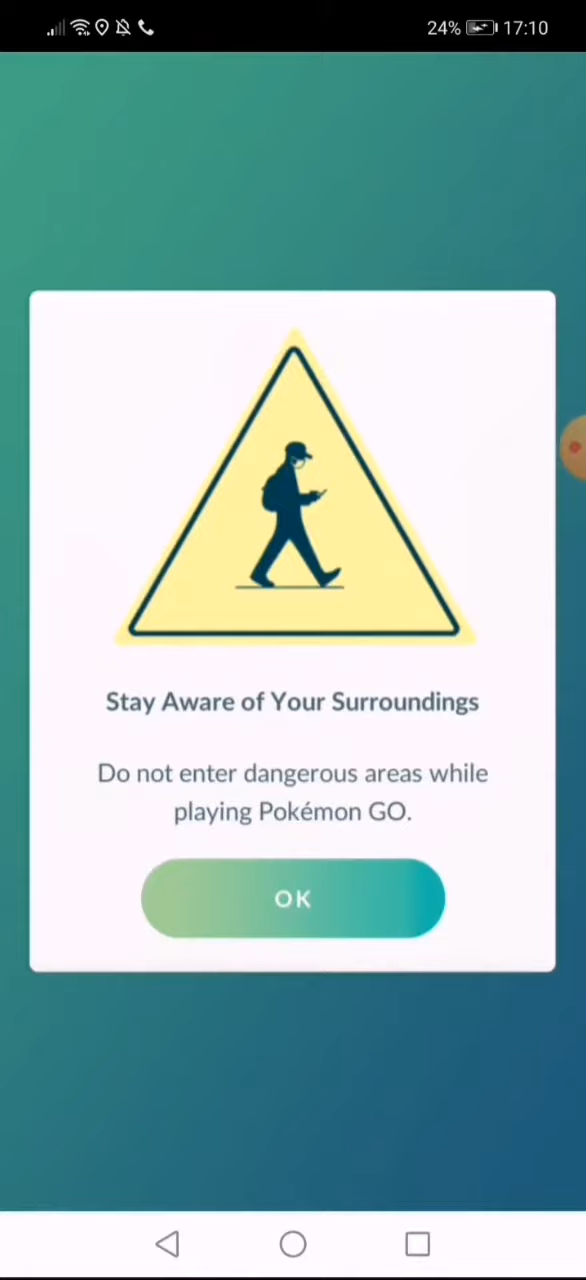 24% 17:10
Stay Aware of Your Surroundings
Do not enter dangerous areas while
playing Pokémon GO.
OK